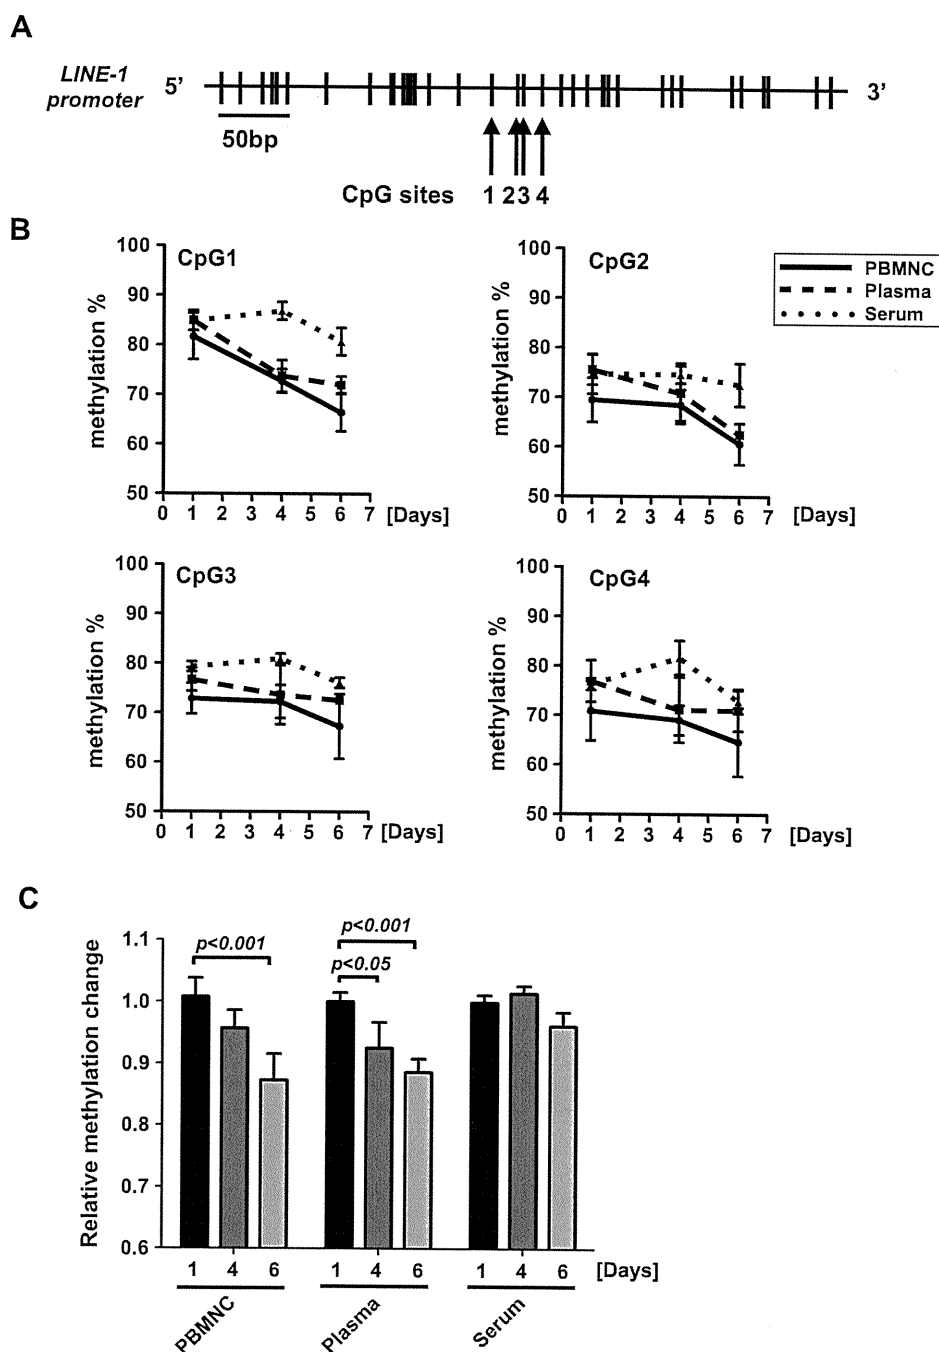 A
LINE-1
promoter
5’
3’
50bp
CpG sites 1 2 3 4
B
CpG1
methylation %
100
90
80
70
60
50
0 1 2 3 4 5 6 7 [Days]
CpG2
methylation %
100
90
80
70
60
50
0 1 2 3 4 5 6 7 [Days]
PBMNC
Plasma
Serum
CpG3
methylation %
100
90
80
70
60
50
0 1 2 3 4 5 6 7 [Days]
CpG4
methylation %
100
90
80
70
60
50
0 1 2 3 4 5 6 7 [Days]
C
Relative methylation change
1.1
1.0
0.9
0.8
0.7
0.6
p<0.001
p<0.001
p<0.05
1 4 6 1 4 6 1 4 6 [Days]
PBMNC
Plasma
Serum